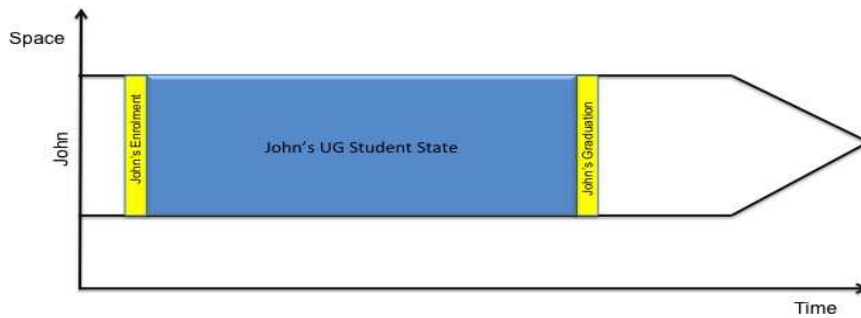 Space
John
John's Enrolment
John's UG Student State
John's Graduation
Time